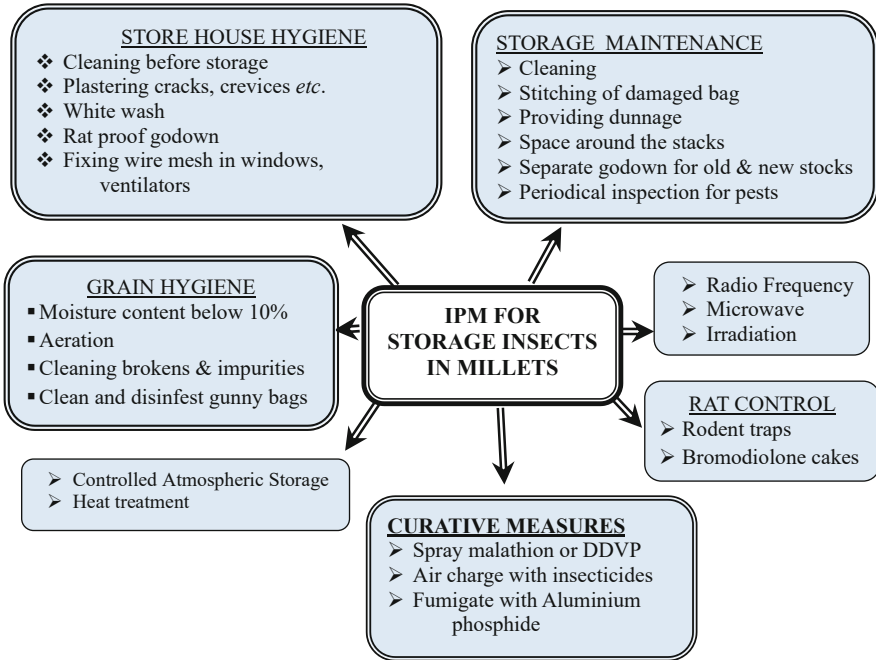 STORE HOUSE HYGIENE
❖ Cleaning before storage
❖ Plastering cracks, crevices etc.
❖ White wash
❖ Rat proof godown
❖ Fixing wire mesh in windows,
ventilators
STORAGE MAINTENANCE
➢ Cleaning
➢ Stitching of damaged bag
➢ Providing dunnage
➢ Space around the stacks
➢ Separate godown for old & new stocks
➢ Periodical inspection for pests
GRAIN HYGIENE
▪ Moisture content below 10%
▪ Aeration
▪ Cleaning brokens & impurities
▪ Clean and disinfest gunny bags
IPM FOR
STORAGE INSECTS
IN MILLETS
➢ Radio Frequency
➢ Microwave
➢ Irradiation
RAT CONTROL
➢ Rodent traps
➢ Bromodiolone cakes
➢ Controlled Atmospheric Storage
➢ Heat treatment
CURATIVE MEASURES
➢ Spray malathion or DDVP
➢ Air charge with insecticides
➢ Fumigate with Aluminium
phosphide